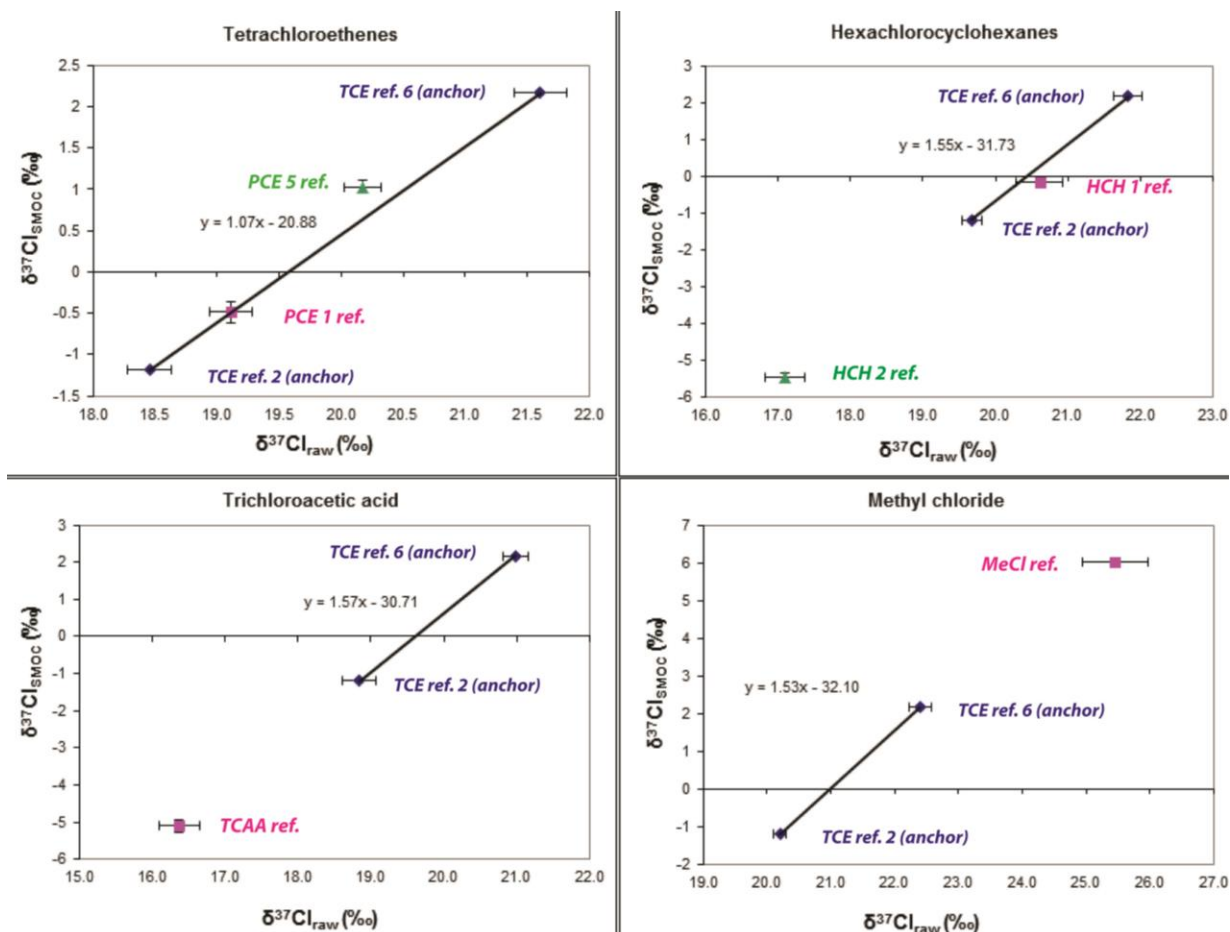 Tetrachloroethenes
2.5
2
1.5
1
0.5
0
-0.5
-1
-1.5
δ³⁷Cl_SMOC (‰)
TCE ref. 6 (anchor)
PCE 5 ref.
y = 1.07x - 20.88
PCE 1 ref.
TCE ref. 2 (anchor)
18.0 18.5 19.0 19.5 20.0 20.5 21.0 21.5 22.0
δ³⁷Cl_raw (‰)
Hexachlorocyclohexanes
3
2
1
0
-1
-2
-3
-4
-5
-6
δ³⁷Cl_SMOC (‰)
TCE ref. 6 (anchor)
y = 1.55x - 31.73
HCH 1 ref.
TCE ref. 2 (anchor)
HCH 2 ref.
16.0 17.0 18.0 19.0 20.0 21.0 22.0 23.0
δ³⁷Cl_raw (‰)
Trichloroacetic acid
3
2
1
0
-1
-2
-3
-4
-5
-6
δ³⁷Cl_SMOC (‰)
TCE ref. 6 (anchor)
y = 1.57x - 30.71
TCE ref. 2 (anchor)
TCAA ref.
15.0 16.0 17.0 18.0 19.0 20.0 21.0 22.0
δ³⁷Cl_raw (‰)
Methyl chloride
7
6
5
4
3
2
1
0
-1
-2
δ³⁷Cl_SMOC (‰)
MeCl ref.
y = 1.53x - 32.10
TCE ref. 6 (anchor)
TCE ref. 2 (anchor)
19.0 20.0 21.0 22.0 23.0 24.0 25.0 26.0 27.0
δ³⁷Cl_raw (‰)